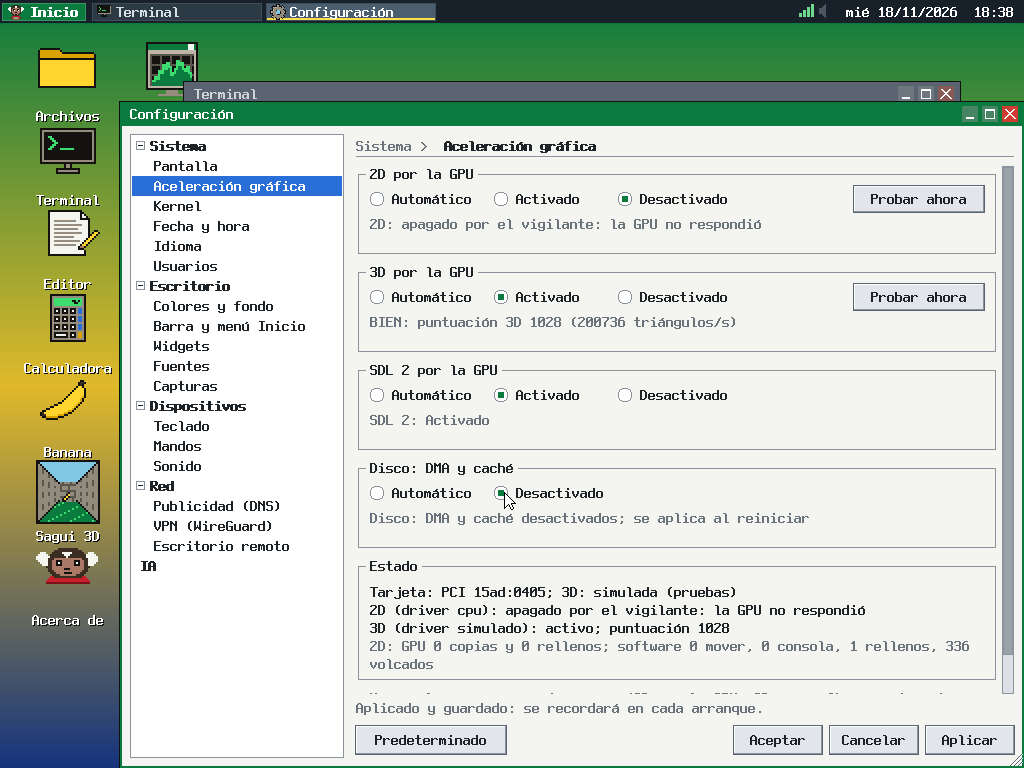 Inicio
Terminal
Configuración
mié 18/11/2026 18:38
Archivos
Terminal
Editor
Calculadora
Banana
Sagui 3D
Acerca de
Terminal
Configuración
Sistema
Pantalla
Aceleración gráfica
Kernel
Fecha y hora
Idioma
Usuarios
Escritorio
Colores y fondo
Barra y menú Inicio
Widgets
Fuentes
Capturas
Dispositivos
Teclado
Mandos
Sonido
Red
Publicidad (DNS)
VPN (WireGuard)
Escritorio remoto
IA
Sistema > Aceleración gráfica
2D por la GPU
Automático Activado Desactivado Probar ahora
2D: apagado por el vigilante: la GPU no respondió
3D por la GPU
Automático Activado Desactivado Probar ahora
BIEN: puntuación 3D 1028 (200736 triángulos/s)
SDL 2 por la GPU
Automático Activado Desactivado
SDL 2: Activado
Disco: DMA y caché
Automático Desactivado
Disco: DMA y caché desactivados; se aplica al reiniciar
Estado
Tarjeta: PCI 15ad:0405; 3D: simulada (pruebas)
2D (driver cpu): apagado por el vigilante: la GPU no respondió
3D (driver simulado): activo; puntuación 1028
2D: GPU 0 copias y 0 rellenos; software 0 mover, 0 consola, 1 rellenos, 336
volcados
Aplicado y guardado: se recordará en cada arranque.
Predeterminado Aceptar Cancelar Aplicar